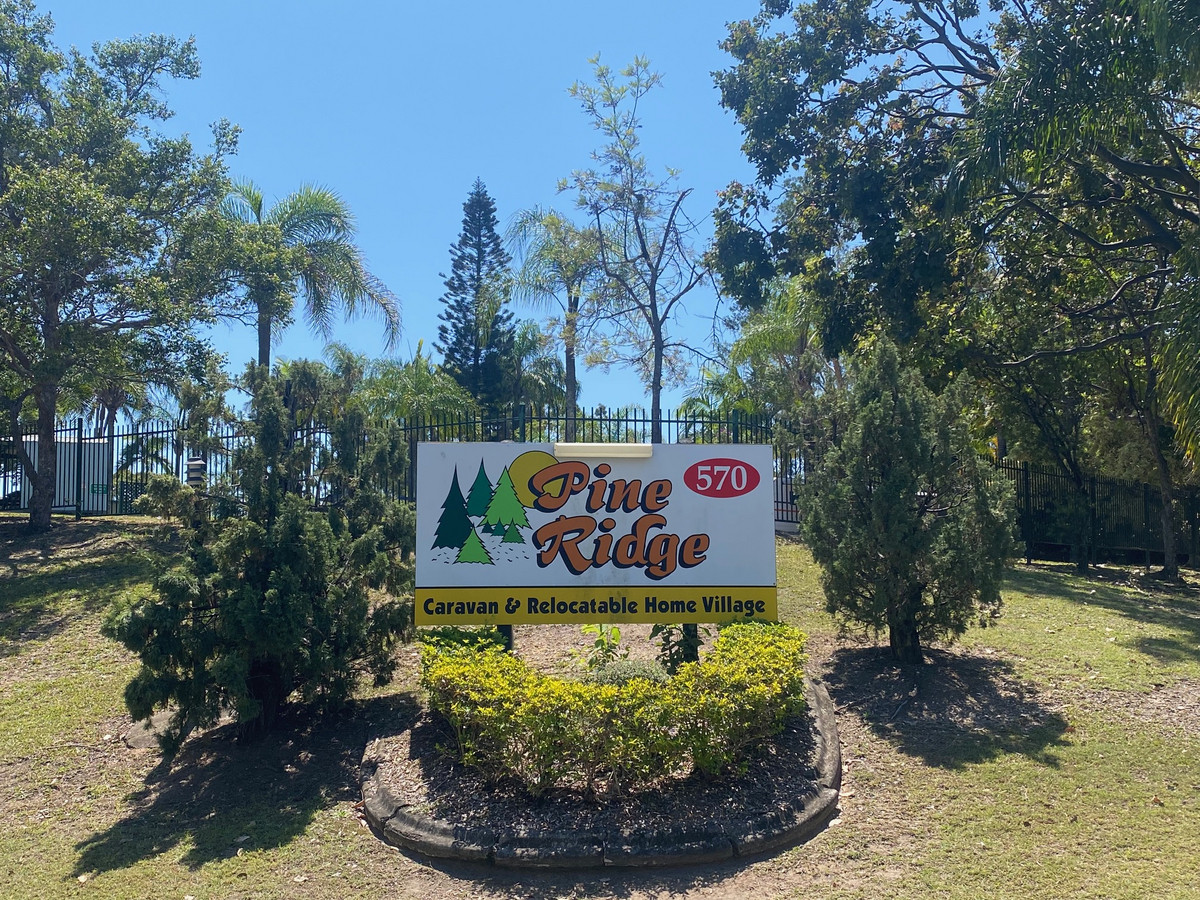 Pine
570
Ridge
Caravan & Relocatable Home Village